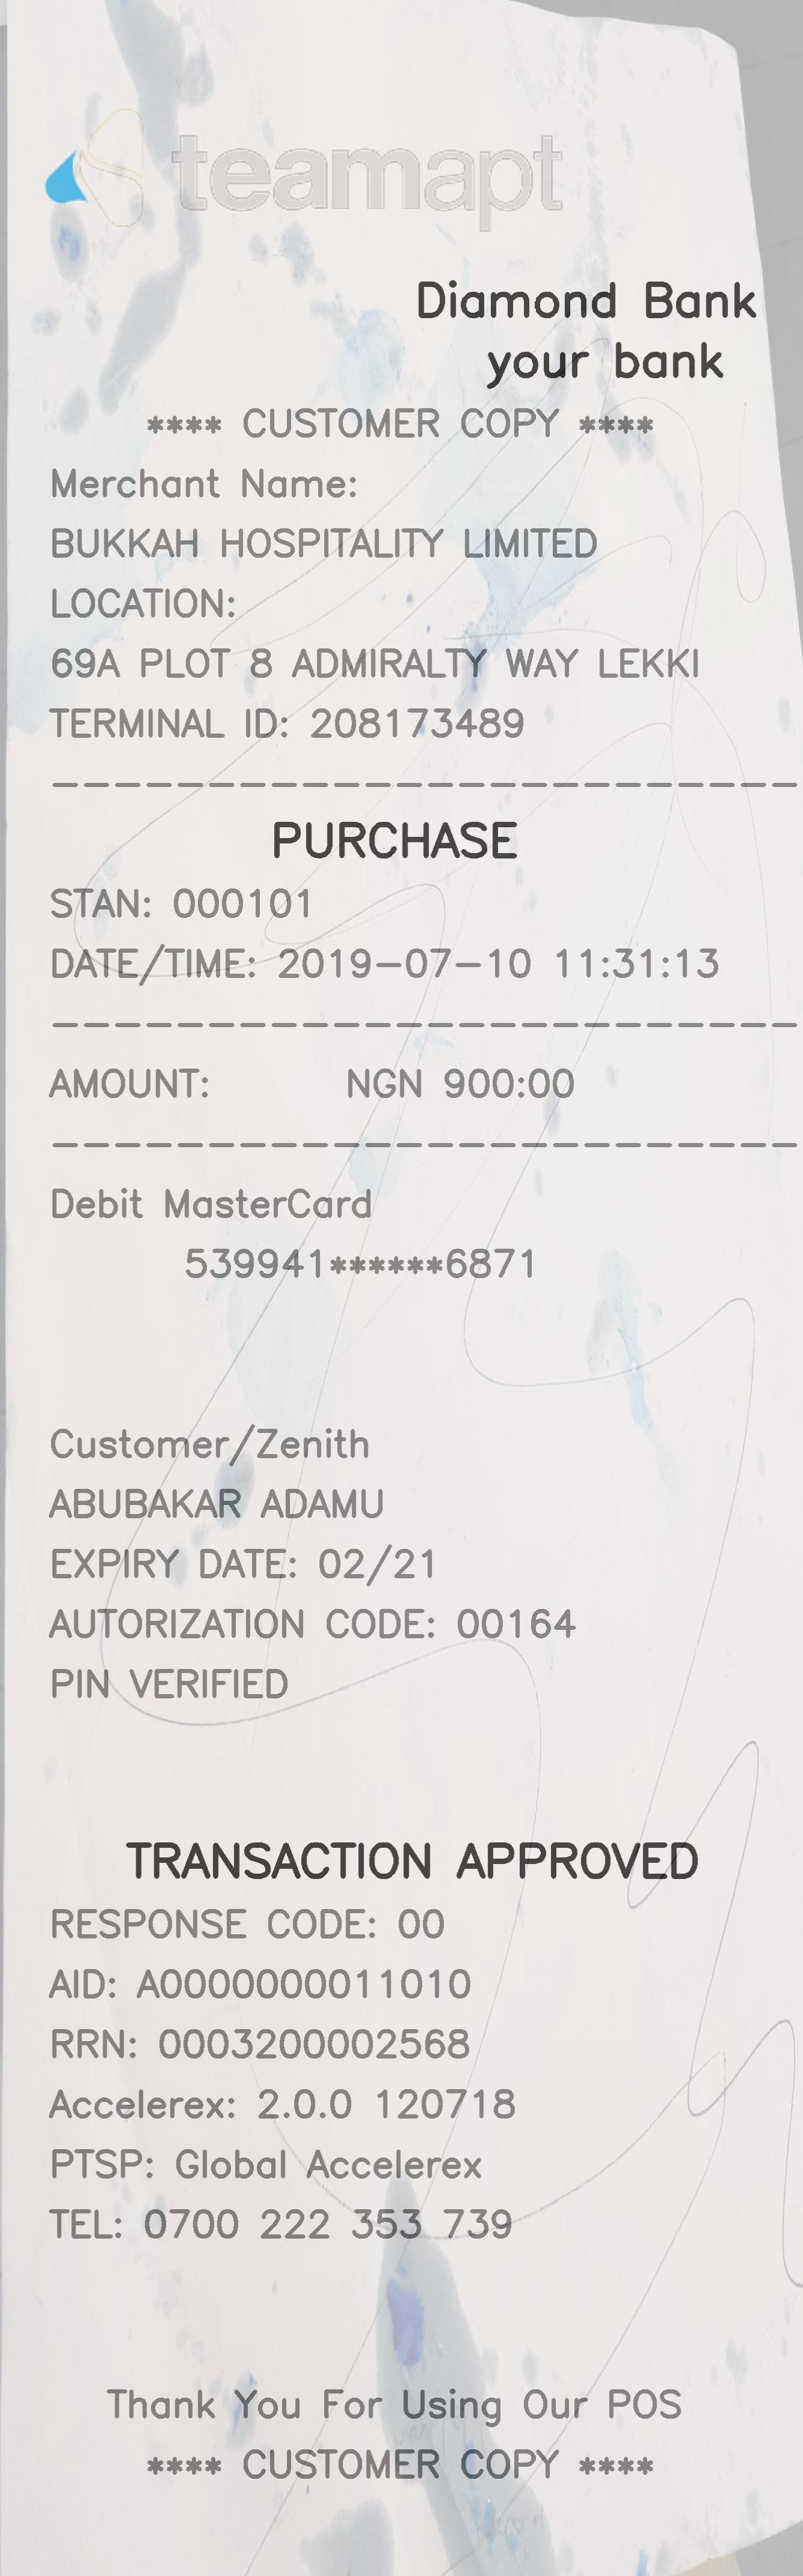 teamapt
Diamond Bank
your bank
**** CUSTOMER COPY ****
Merchant Name:
BUKKAH HOSPITALITY LIMITED
LOCATION:
69A PLOT 8 ADMIRALTY WAY LEKKI
TERMINAL ID: 208173489
------------------------
PURCHASE
STAN: 000101
DATE/TIME: 2019-07-10 11:31:13
------------------------
AMOUNT: NGN 900:00
------------------------
Debit MasterCard
539941******6871
Customer/Zenith
ABUBAKAR ADAMU
EXPIRY DATE: 02/21
AUTORIZATION CODE: 00164
PIN VERIFIED
TRANSACTION APPROVED
RESPONSE CODE: 00
AID: A0000000011010
RRN: 0003200002568
Accelerex: 2.0.0 120718
PTSP: Global Accelerex
TEL: 0700 222 353 739
Thank You For Using Our POS
**** CUSTOMER COPY ****